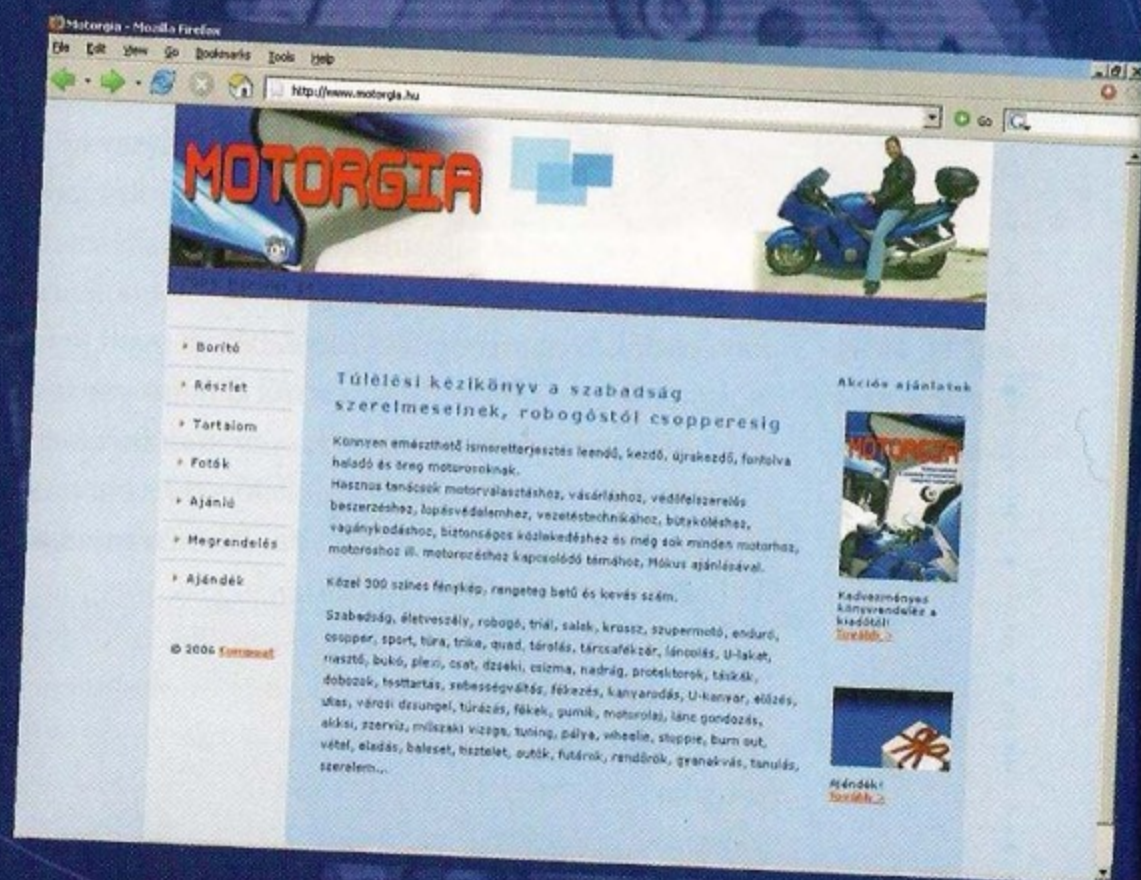 Motorgia - Mozilla Firefox
File Edit View Go Bookmarks Tools Help
http://www.motorgia.hu
Go
MOTORGIA
Borító
Részlet
Tartalom
Fotók
Ajánló
Megrendelés
Ajándék
© 2006
Túlélési kézikönyv a szabadság
szerelmeseinek, robogóstól csopperesig
Könnyen emészthető ismeretterjesztés leendő, kezdő, újrakezdő, fontolva
haladó és öreg motorosoknak.
Hasznos tanácsok motorválasztáshoz, vásárláshoz, védőfelszerelés
beszerzéshez, lopásvédelemhez, vezetéstechnikához, bütyköléshez,
vagánykodáshoz, biztonságos közlekedéshez és még sok minden motorhoz,
motoroshoz ill. motorozáshoz kapcsolódó témához, Mókus ajánlásával.
Közel 300 színes fénykép, rengeteg betű és kevés szám.
Szabadság, életveszély, robogó, triál, salak, krossz, szupermotó, enduró,
csopper, sport, túra, trike, quad, tárolás, tárcsafékzár, láncolás, U-lakat,
riasztó, bukó, plexi, csat, dzseki, csizma, nadrág, protektorok, táskák,
dobozok, testtartás, sebességváltás, fékezés, kanyarodás, U-kanyar, előzés,
utas, városi dzsungel, túrázás, fékek, gumik, motorolaj, lánc gondozás,
akksi, szerviz, műszaki vizsga, tuning, pálya, wheelie, stoppie, burn out,
vétel, eladás, baleset, tisztelet, autók, futárok, rendőrök, gyanakvás, tanulás,
szerelem...
Akciós ajánlatok
MOTORGIA
Kedvezményes
könyvrendelés a
kiadótól!
Tovább >
Ajándék!
Tovább >